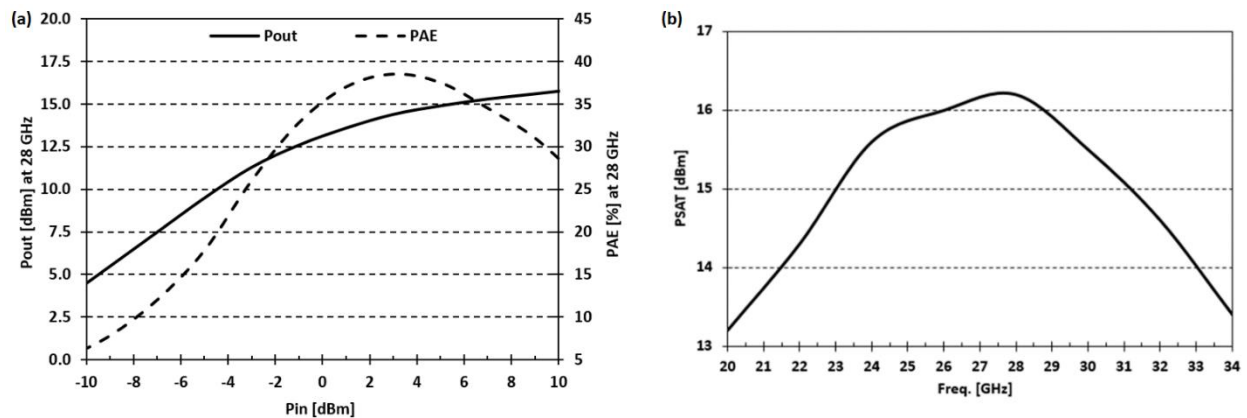 (a)
Pout
PAE
Pout [dBm] at 28 GHz
20.0
17.5
15.0
12.5
10.0
7.5
5.0
2.5
0.0
-10 -8 -6 -4 -2 0 2 4 6 8 10
Pin [dBm]
45
40
35
30
25
20
15
10
5
PAE [%] at 28 GHz
(b)
PSAT [dBm]
17
16
15
14
13
20 21 22 23 24 25 26 27 28 29 30 31 32 33 34
Freq. [GHz]